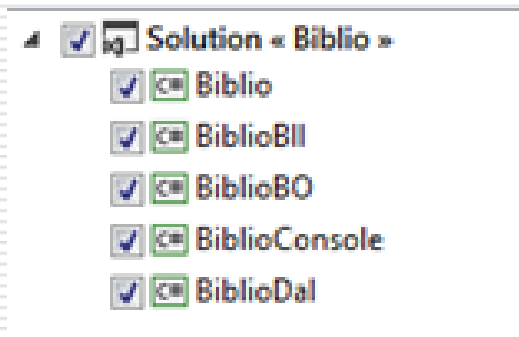 Solution « Biblio »
C# Biblio
C# BiblioBll
C# BiblioBO
C# BiblioConsole
C# BiblioDal